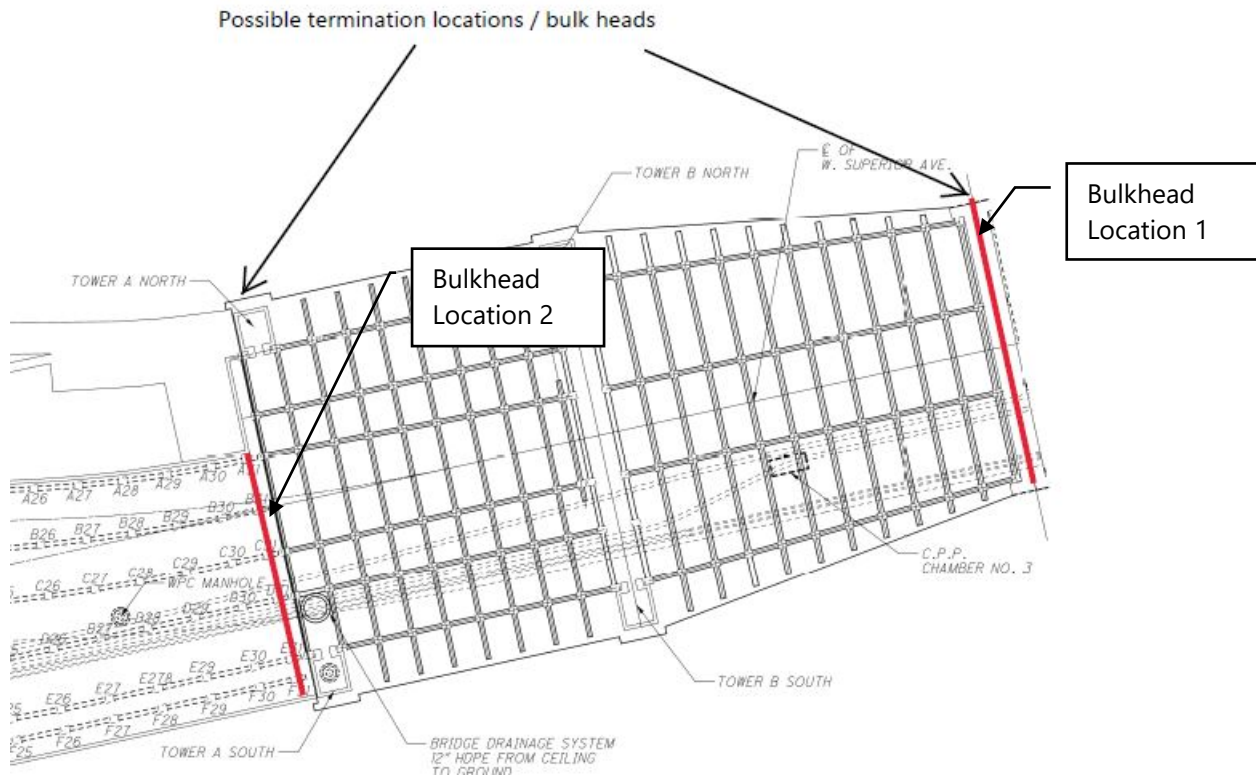 Possible termination locations / bulk heads
℄ OF
W. SUPERIOR AVE.
TOWER B NORTH
Bulkhead
Location 1
TOWER A NORTH
Bulkhead
Location 2
A26 A27 A28 A29 A30
B26 B27 B28 B29 B30
C26 C27 C28 C29 C30
WPC MANHOLE
C.P.P.
CHAMBER NO. 3
E26 E27 E278 E29 E30
F25 F26 F27 F28 F29 F30
TOWER B SOUTH
TOWER A SOUTH
BRIDGE DRAINAGE SYSTEM
12" HDPE FROM CEILING
TO GROUND